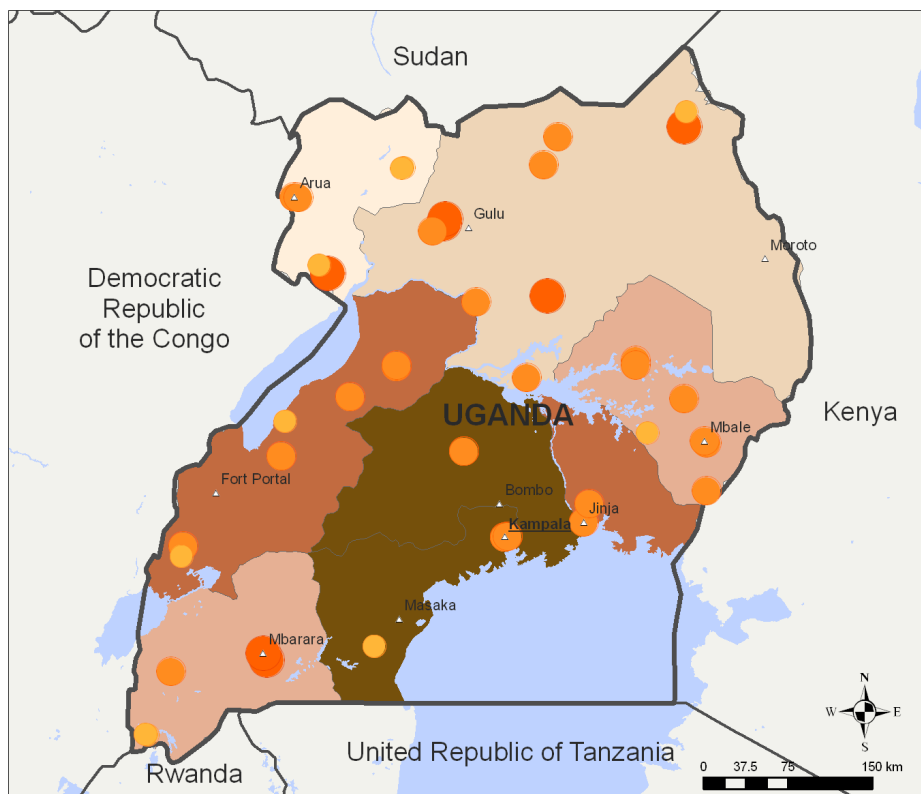 Sudan
Arua
Gulu
Moroto
Democratic
Republic
of the Congo
UGANDA
Kenya
Mbale
Fort Portal
Bombo
Jinja
Kampala
Masaka
Mbarara
N
W E
S
United Republic of Tanzania
Rwanda
0 37.5 75 150 km